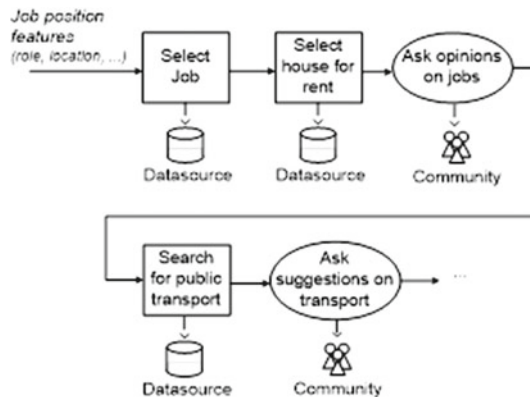 Job position
features
(role, location, ...)
Select
Job
Select
house for
rent
Ask opinions
on jobs
Datasource
Datasource
Community
Search
for public
transport
Ask
suggestions on
transport
...
Datasource
Community